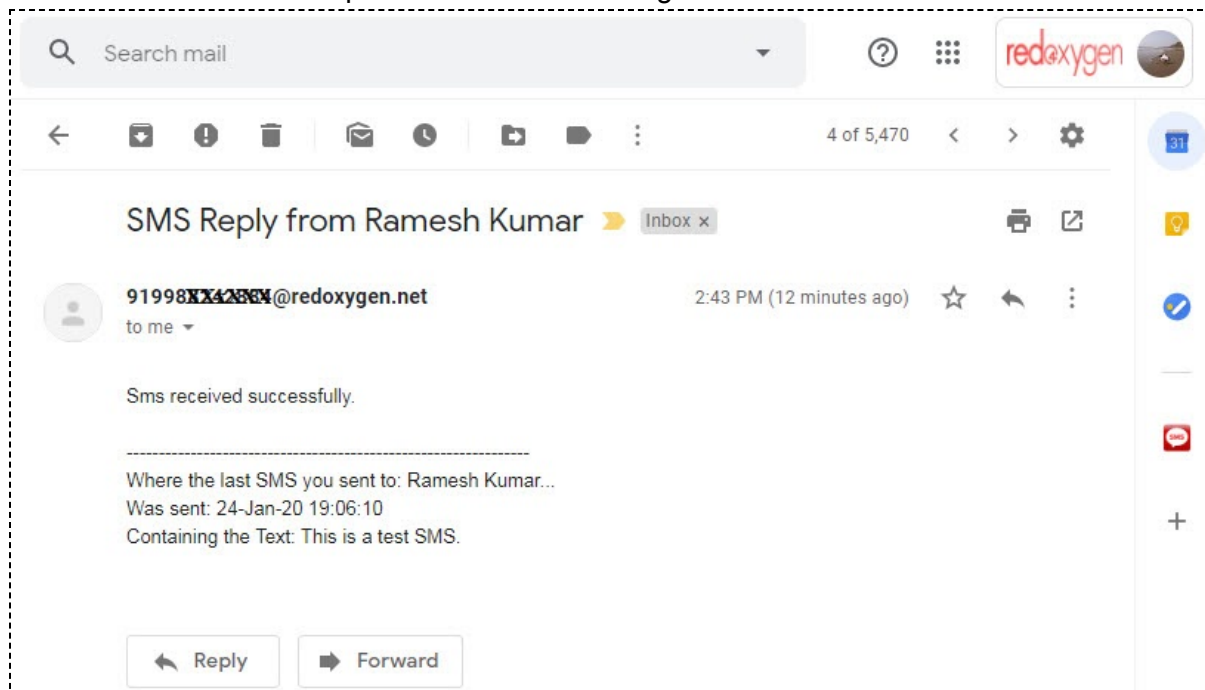 Search mail
redoxygen
4 of 5,470
31
SMS Reply from Ramesh Kumar
Inbox x
@redoxygen.net
2:43 PM (12 minutes ago)
to me
Sms received successfully.
---------------------------------------------------------------
Where the last SMS you sent to: Ramesh Kumar...
Was sent: 24-Jan-20 19:06:10
Containing the Text: This is a test SMS.
SMS
Reply
Forward